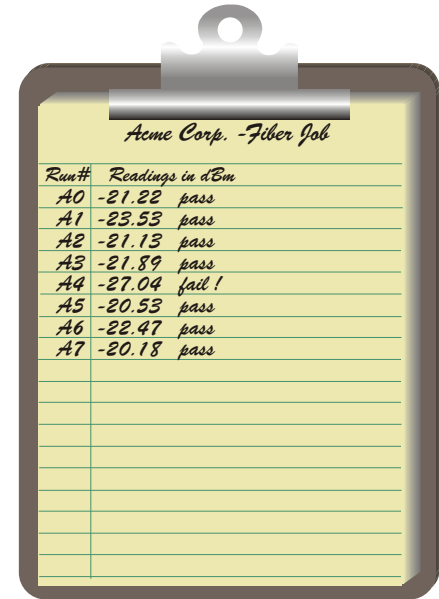 Acme Corp. -Fiber Job
Run# Readings in dBm
A0 -21.22 pass
A1 -23.53 pass
A2 -21.13 pass
A3 -21.89 pass
A4 -27.04 fail !
A5 -20.53 pass
A6 -22.47 pass
A7 -20.18 pass